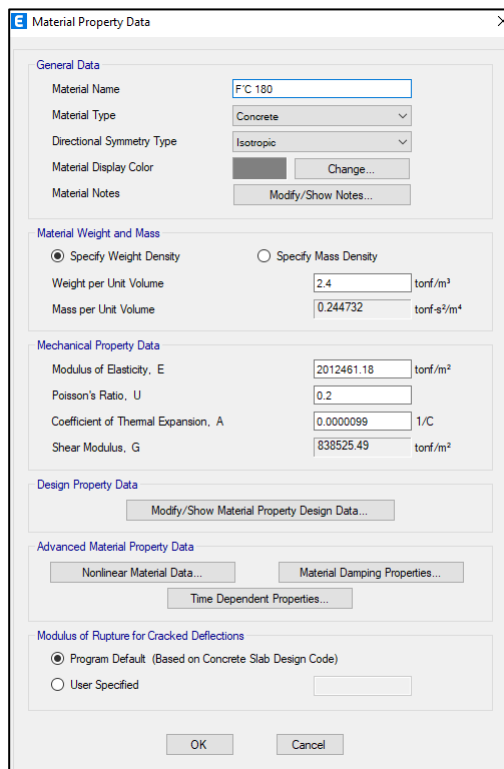 E Material Property Data
General Data
Material Name F'C 180
Material Type Concrete
Directional Symmetry Type Isotropic
Material Display Color Change...
Material Notes Modify/Show Notes...
Material Weight and Mass
Specify Weight Density Specify Mass Density
Weight per Unit Volume 2.4 tonf/m³
Mass per Unit Volume 0.244732 tonf-s²/m⁴
Mechanical Property Data
Modulus of Elasticity, E 2012461.18 tonf/m²
Poisson's Ratio, U 0.2
Coefficient of Thermal Expansion, A 0.0000099 1/C
Shear Modulus, G 838525.49 tonf/m²
Design Property Data
Modify/Show Material Property Design Data...
Advanced Material Property Data
Nonlinear Material Data... Material Damping Properties...
Time Dependent Properties...
Modulus of Rupture for Cracked Deflections
Program Default (Based on Concrete Slab Design Code)
User Specified
OK Cancel